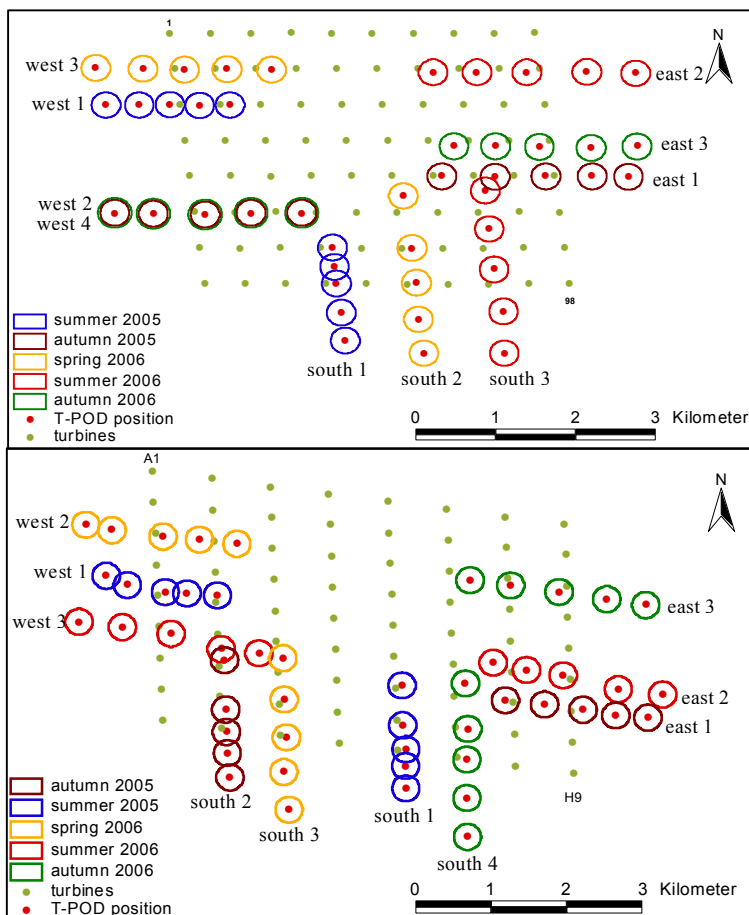 1
N
west 3
east 2
west 1
east 3
east 1
west 2
west 4
98
summer 2005
autumn 2005
spring 2006
summer 2006
autumn 2006
T-POD position
turbines
south 1
south 2
south 3
0 1 2 3 Kilometer
A1
N
west 2
west 1
west 3
east 3
east 2
east 1
autumn 2005
summer 2005
spring 2006
summer 2006
autumn 2006
turbines
T-POD position
south 2
south 3
south 1
south 4
H9
0 1 2 3 Kilometer